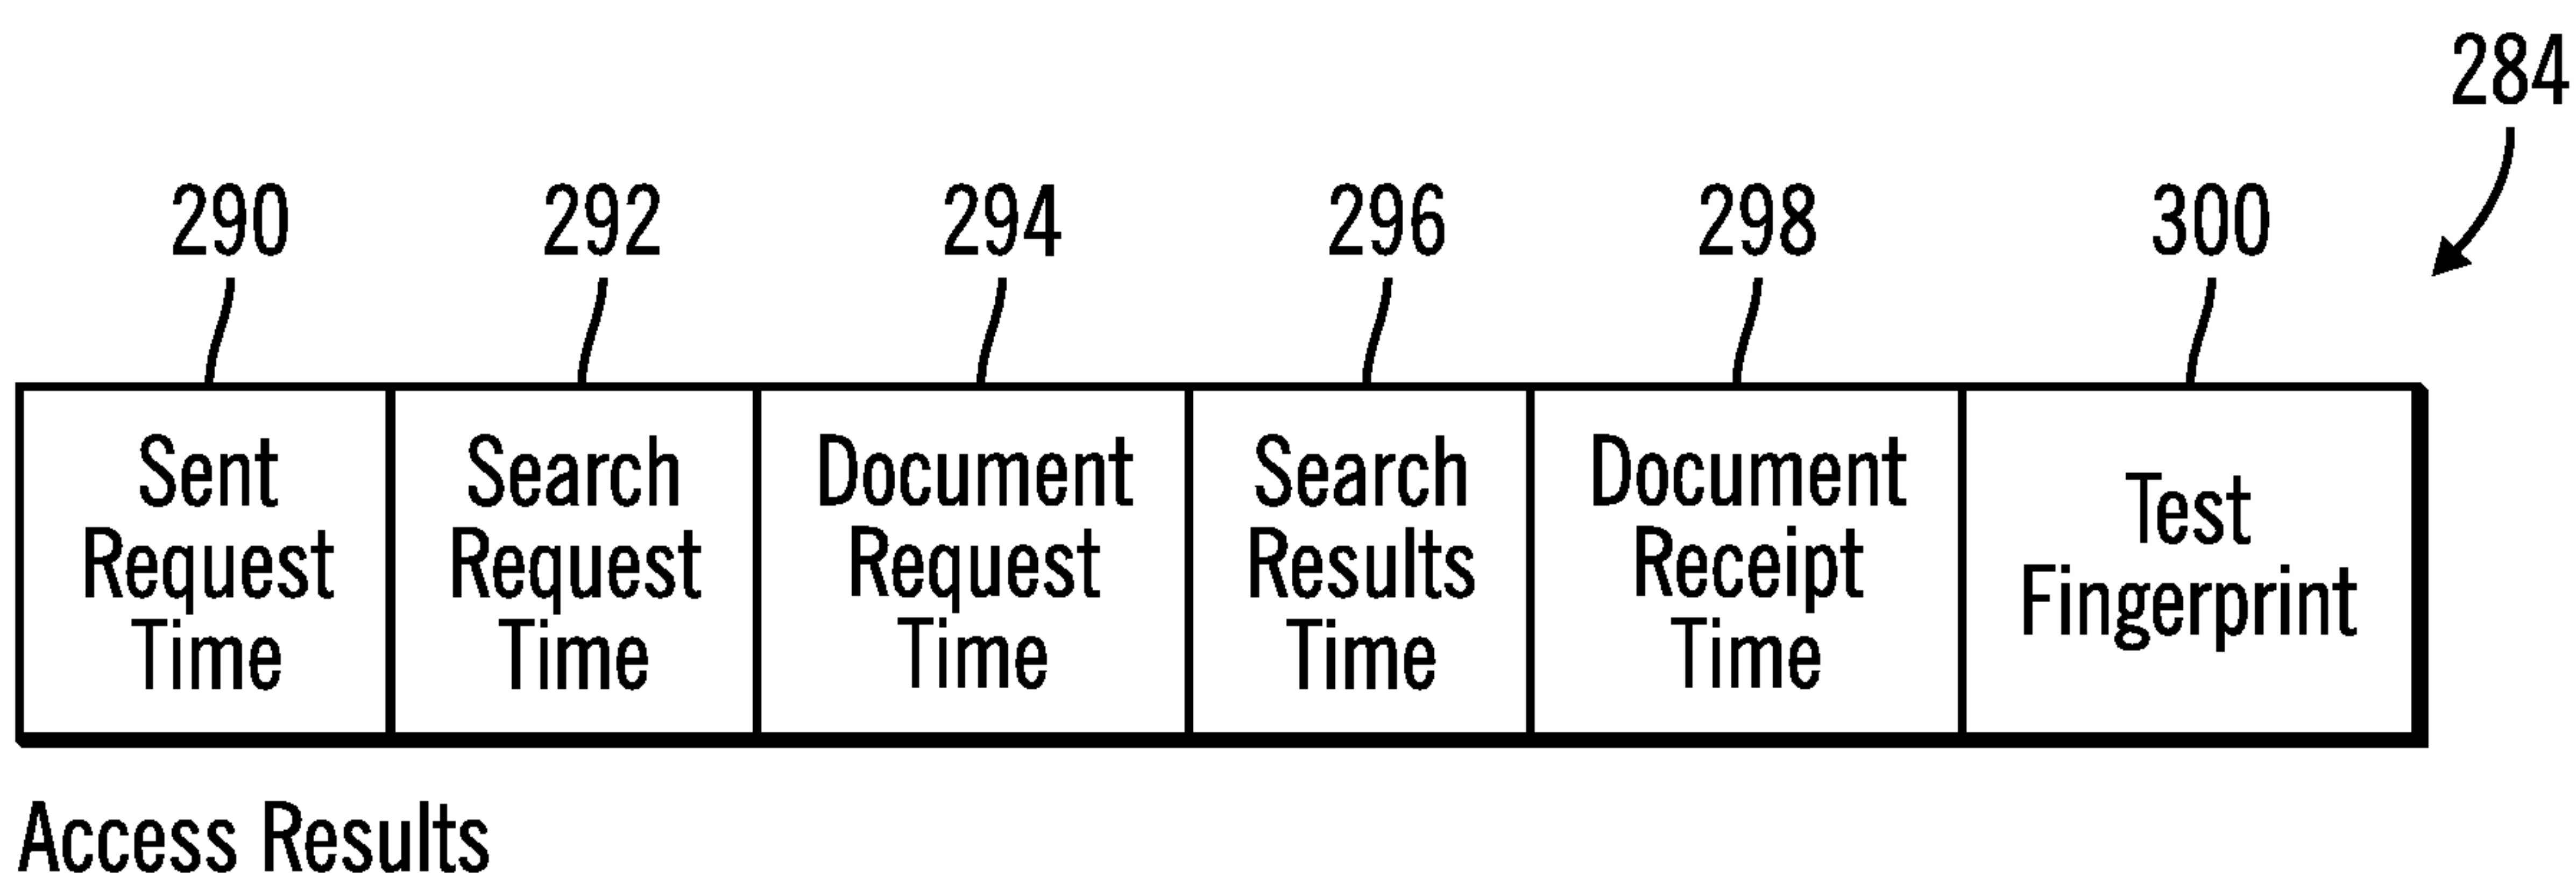 284
290 292 294 296 298 300
Sent
Request
Time
Search
Request
Time
Document
Request
Time
Search
Results
Time
Document
Receipt
Time
Test
Fingerprint
Access Results